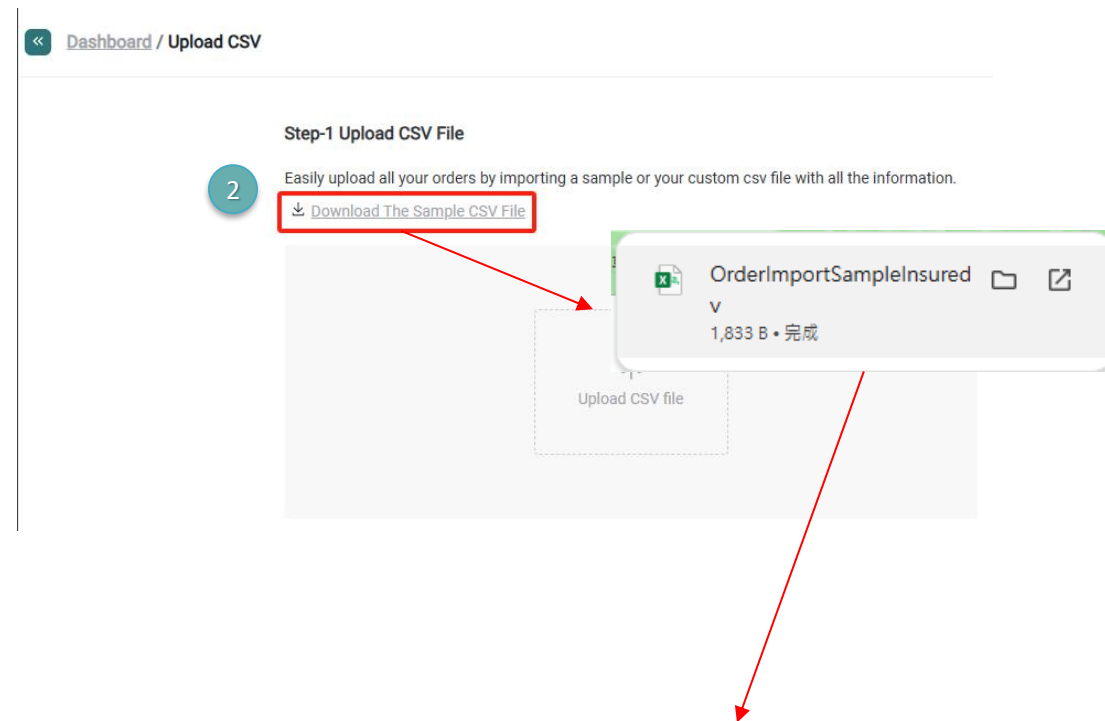 Dashboard / Upload CSV
Step-1 Upload CSV File
2
Easily upload all your orders by importing a sample or your custom csv file with all the information.
Download The Sample CSV File
OrderImportSampleInsured
v
1,833 B • 完成
Upload CSV file